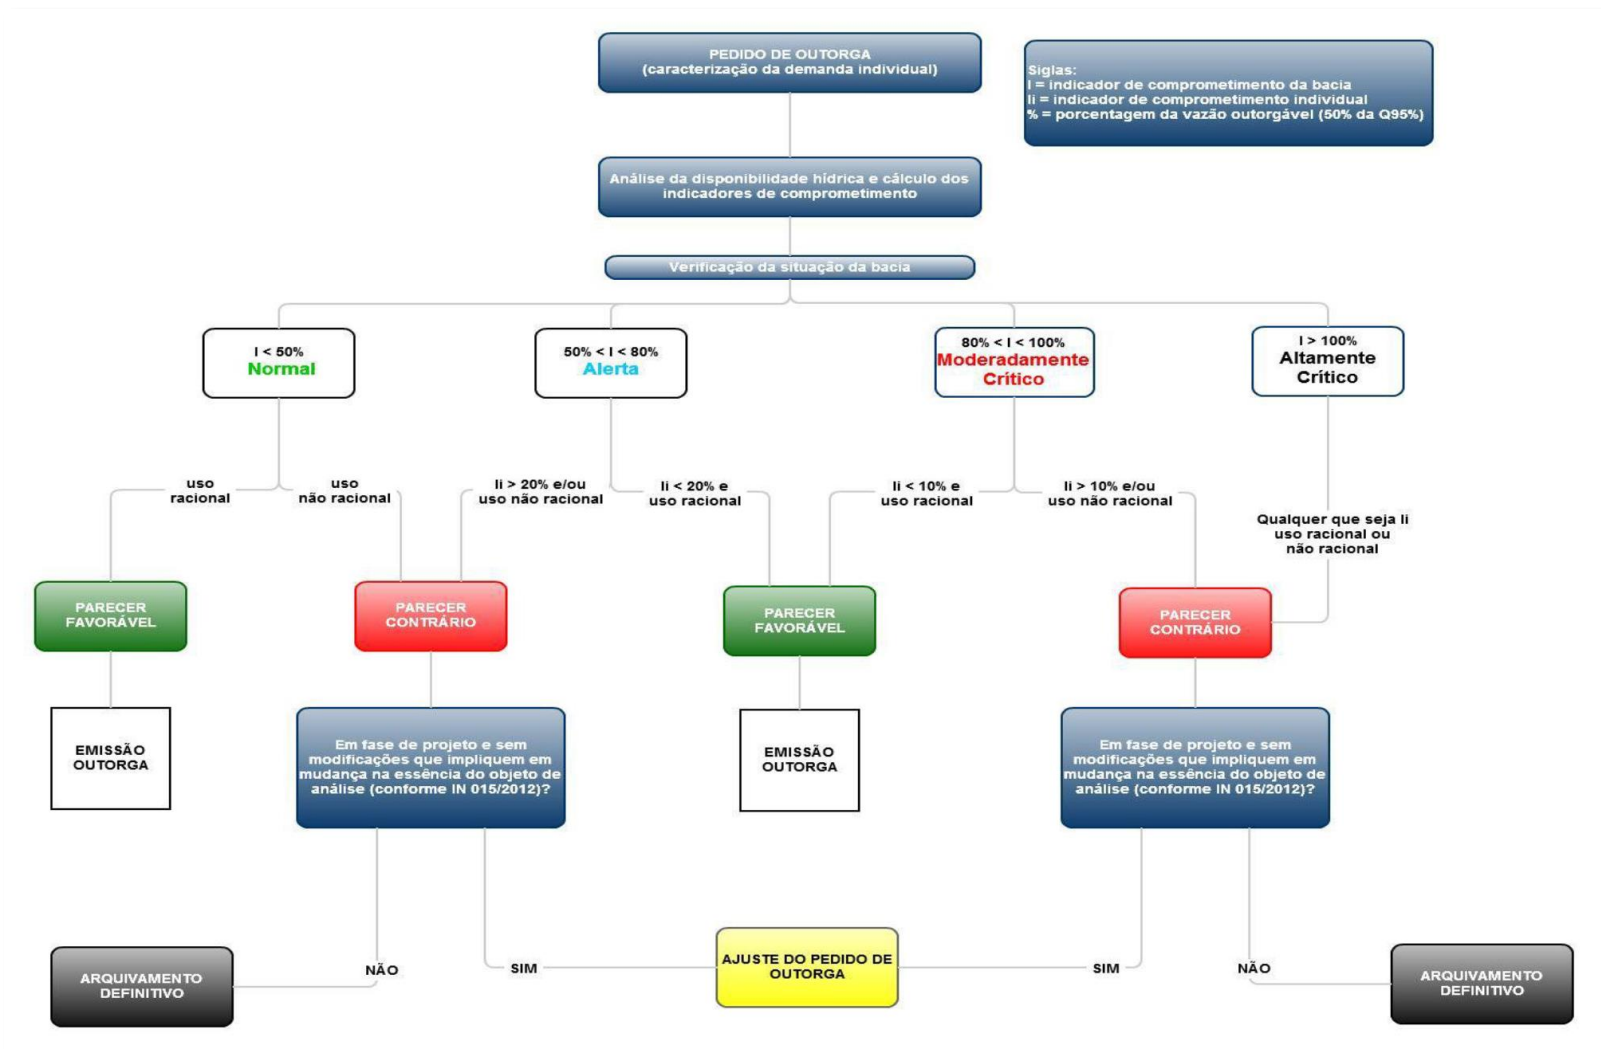 PEDIDO DE OUTORGA
(caracterização da demanda individual)
Siglas:
I = indicador de comprometimento da bacia
Ii = indicador de comprometimento individual
% = porcentagem da vazão outorgável (50% da Q95%)
Análise da disponibilidade hídrica e cálculo dos
indicadores de comprometimento
Verificação da situação da bacia
I < 50%
Normal
50% < I < 80%
Alerta
80% < I < 100%
Moderadamente
Crítico
I > 100%
Altamente
Crítico
uso
racional
uso
não racional
Ii > 20% e/ou
uso não racional
Ii < 20% e
uso racional
Ii < 10% e
uso racional
Ii > 10% e/ou
uso não racional
Qualquer que seja Ii
uso racional ou
não racional
PARECER
FAVORÁVEL
PARECER
CONTRÁRIO
PARECER
FAVORÁVEL
PARECER
CONTRÁRIO
EMISSÃO
OUTORGA
Em fase de projeto e sem
modificações que impliquem em
mudança na essência do objeto de
análise (conforme IN 015/2012)?
EMISSÃO
OUTORGA
Em fase de projeto e sem
modificações que impliquem em
mudança na essência do objeto de
análise (conforme IN 015/2012)?
ARQUIVAMENTO
DEFINITIVO
NÃO
SIM
AJUSTE DO PEDIDO DE
OUTORGA
SIM
NÃO
ARQUIVAMENTO
DEFINITIVO